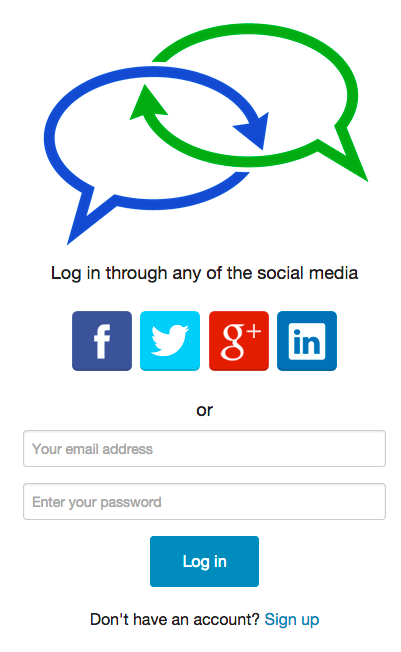 Log in through any of the social media
f
g+
in
or
Your email address
Enter your password
Log in
Don't have an account? Sign up